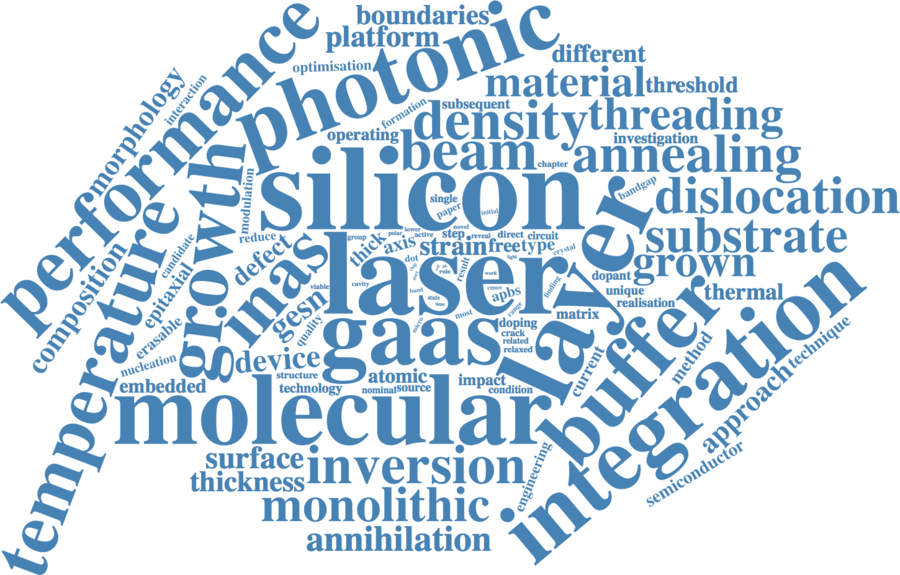 boundaries
platform
optimisation
performance
photonic
different
material
threshold
morphology
interaction
formation
subsequent
operating
density
threading
investigation
beam
chapter
annealing
bandgap
growth
modulation
silicon
single
paper
initial
dislocation
novel
reduce
group
pular
lower
active
step
reveal
direct
circuit
substrate
defect
thick
axis
strain
free
type
crystal
candidate
composition
epitaxial
inas
laser
layer
grown
dot
result
light
role
work
finding
dopant
thermal
viable
cavity
band
cmos
apbs
unique
realisation
temperature
gesn
quality
state
time
micro
most
range
matrix
erasable
gaas
doping
crack
related
relaxed
nucleation
device
buffer
integration
current
method
technique
embedded
structure
technology
atomic
nominal
source
impact
condition
approach
molecular
semiconductor
surface
inversion
engineering
thickness
monolithic
annihilation